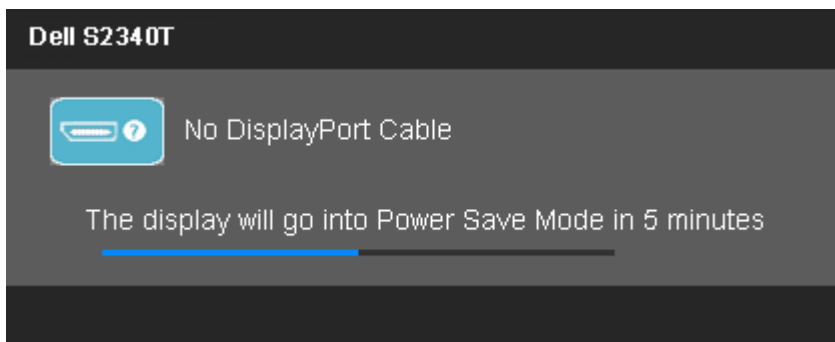 Dell S2340T
No DisplayPort Cable
The display will go into Power Save Mode in 5 minutes